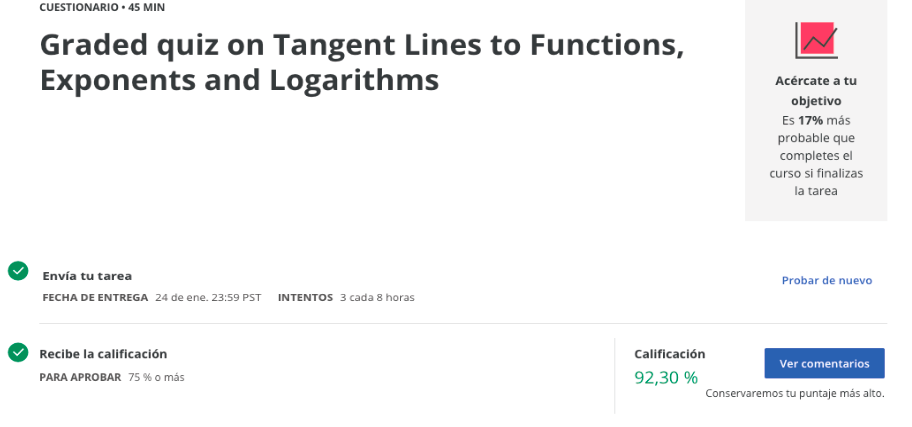 CUESTIONARIO • 45 MIN
Graded quiz on Tangent Lines to Functions,
Exponents and Logarithms
Acércate a tu
objetivo
Es 17% más
probable que
completes el
curso si finalizas
la tarea
Envía tu tarea
FECHA DE ENTREGA 24 de ene. 23:59 PST INTENTOS 3 cada 8 horas
Probar de nuevo
Recibe la calificación
PARA APROBAR 75 % o más
Calificación
92,30 %
Ver comentarios
Conservaremos tu puntaje más alto.